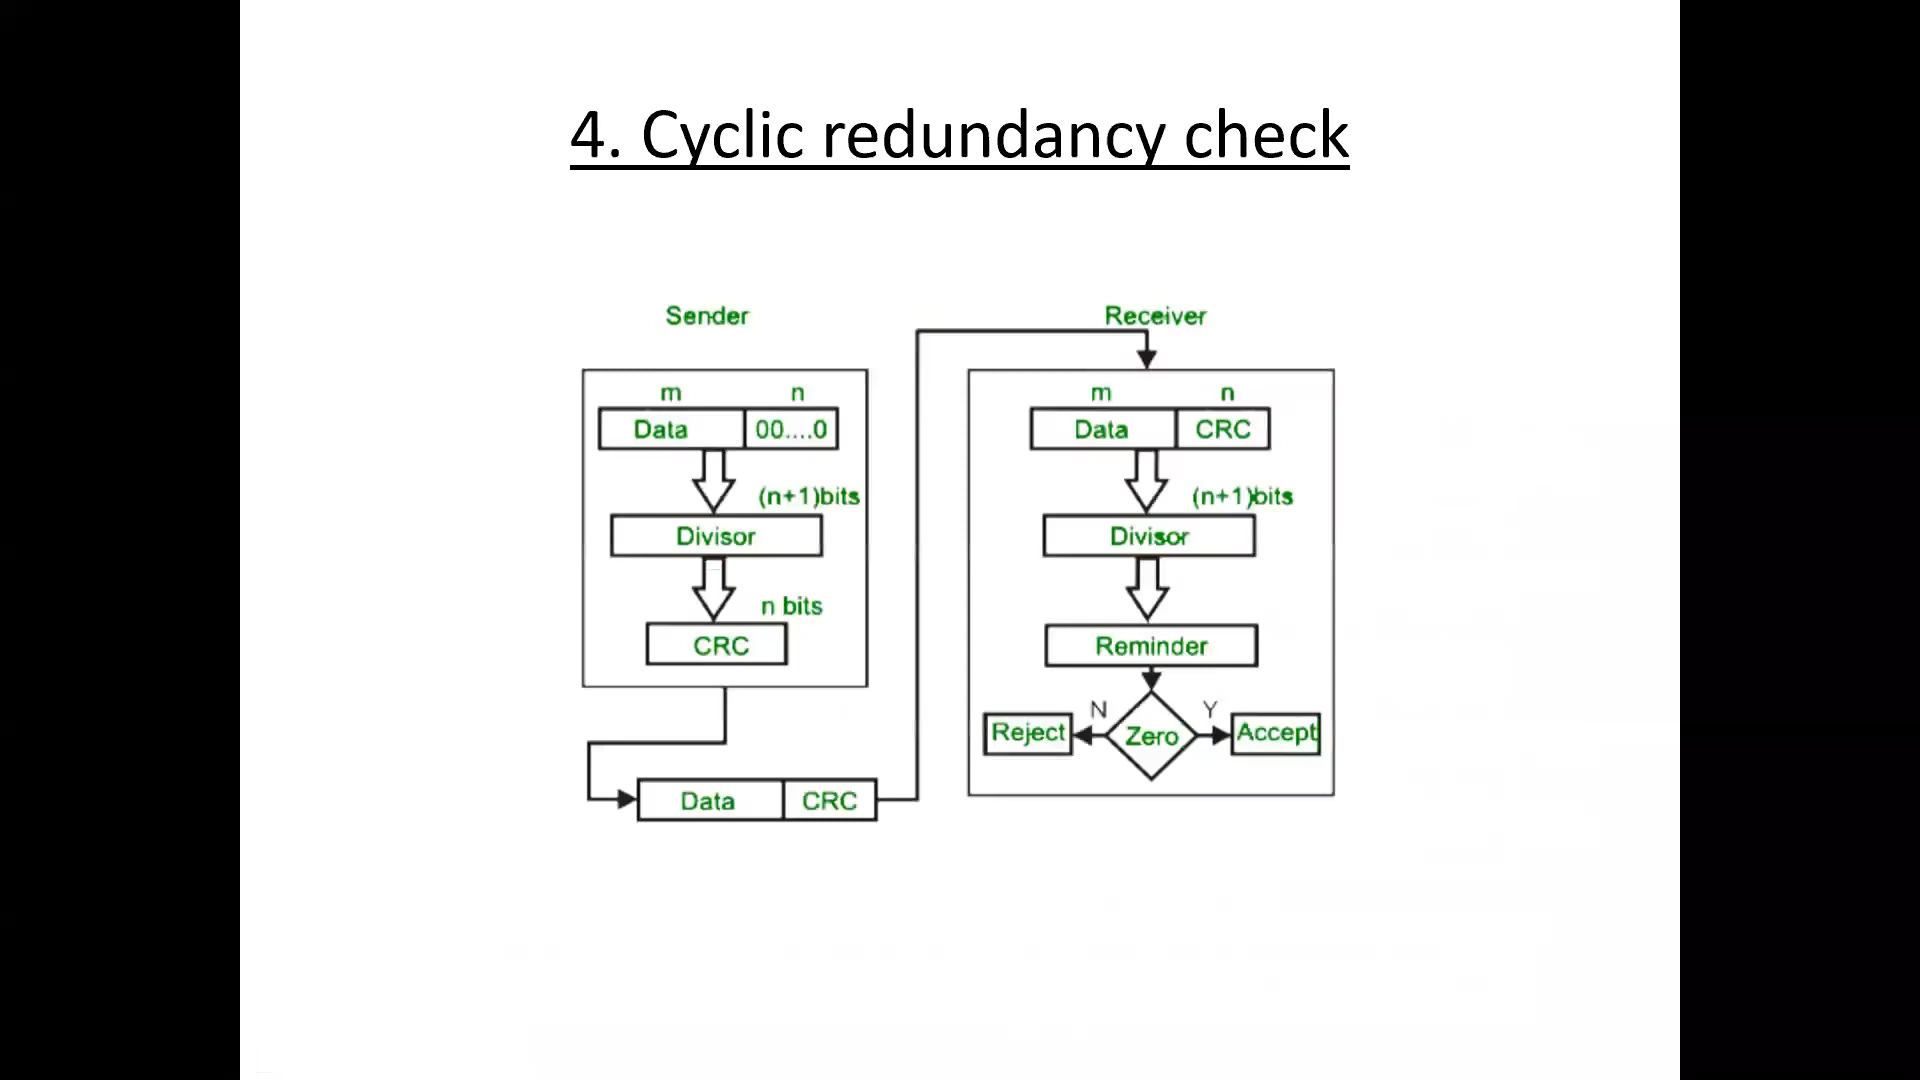 4. Cyclic redundancy check
Sender
m n
Data 00....0
(n+1)bits
Divisor
n bits
CRC
Data CRC
Receiver
m n
Data CRC
(n+1)bits
Divisor
Reminder
N Y
Reject Zero Accept